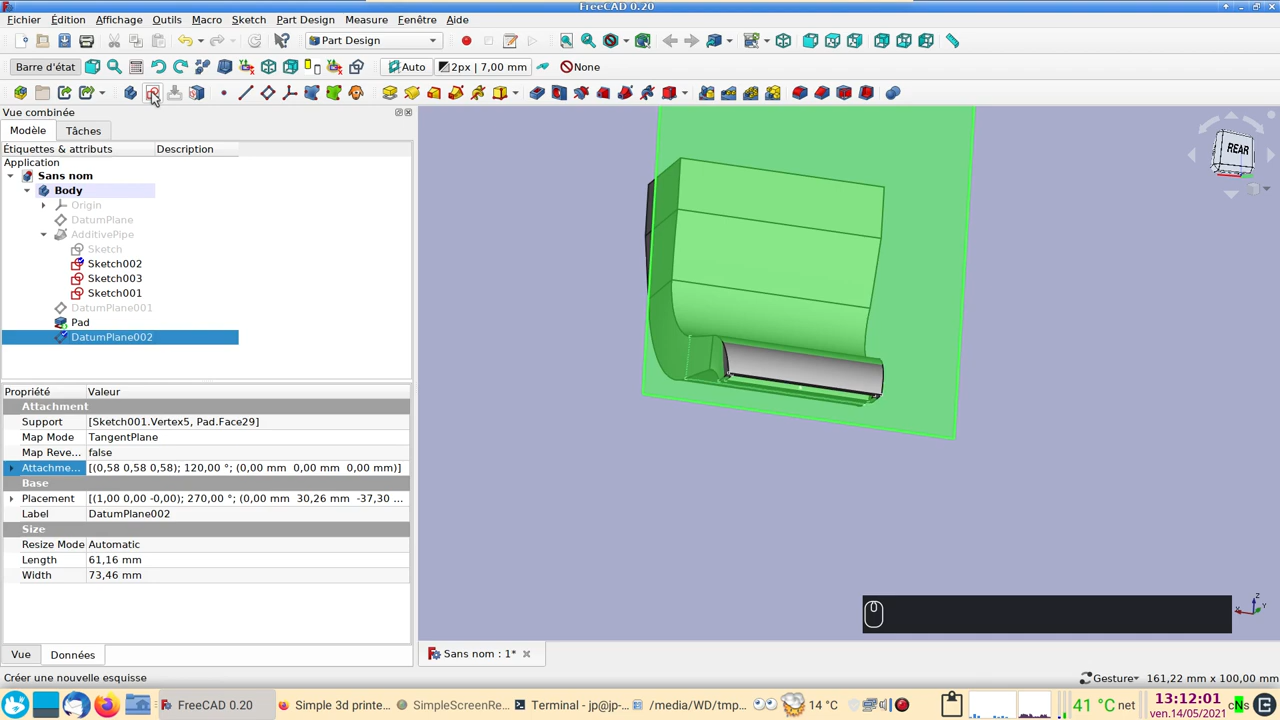 FreeCAD 0.20
Fichier Édition Affichage Outils Macro Sketch Part Design Measure Fenêtre Aide
Part Design
Barre d'état Auto 2px | 7,00 mm None
Vue combinée
Modèle Tâches
Étiquettes & attributs Description
Application
Sans nom
Body
Origin
DatumPlane
AdditivePipe
Sketch
Sketch002
Sketch003
Sketch001
DatumPlane001
Pad
DatumPlane002
REAR
Propriété Valeur
Attachment
Support [Sketch001.Vertex5, Pad.Face29]
Map Mode TangentPlane
Map Reve... false
Attachme... [(0,58 0,58 0,58); 120,00 °; (0,00 mm 0,00 mm 0,00 mm)]
Base
Placement [(1,00 0,00 -0,00); 270,00 °; (0,00 mm 30,26 mm -37,30 ...
Label DatumPlane002
Size
Resize Mode Automatic
Length 61,16 mm
Width 73,46 mm
Z
X Y
Vue Données
Sans nom : 1*
Créer une nouvelle esquisse Gesture 161,22 mm x 100,00 mm
FreeCAD 0.20 Simple 3d printe... SimpleScreenRe... Terminal - jp@jp-... /media/WD/tmp... 14 °C 41 °C net 13:12:01
ven.14/05/2021 cNs